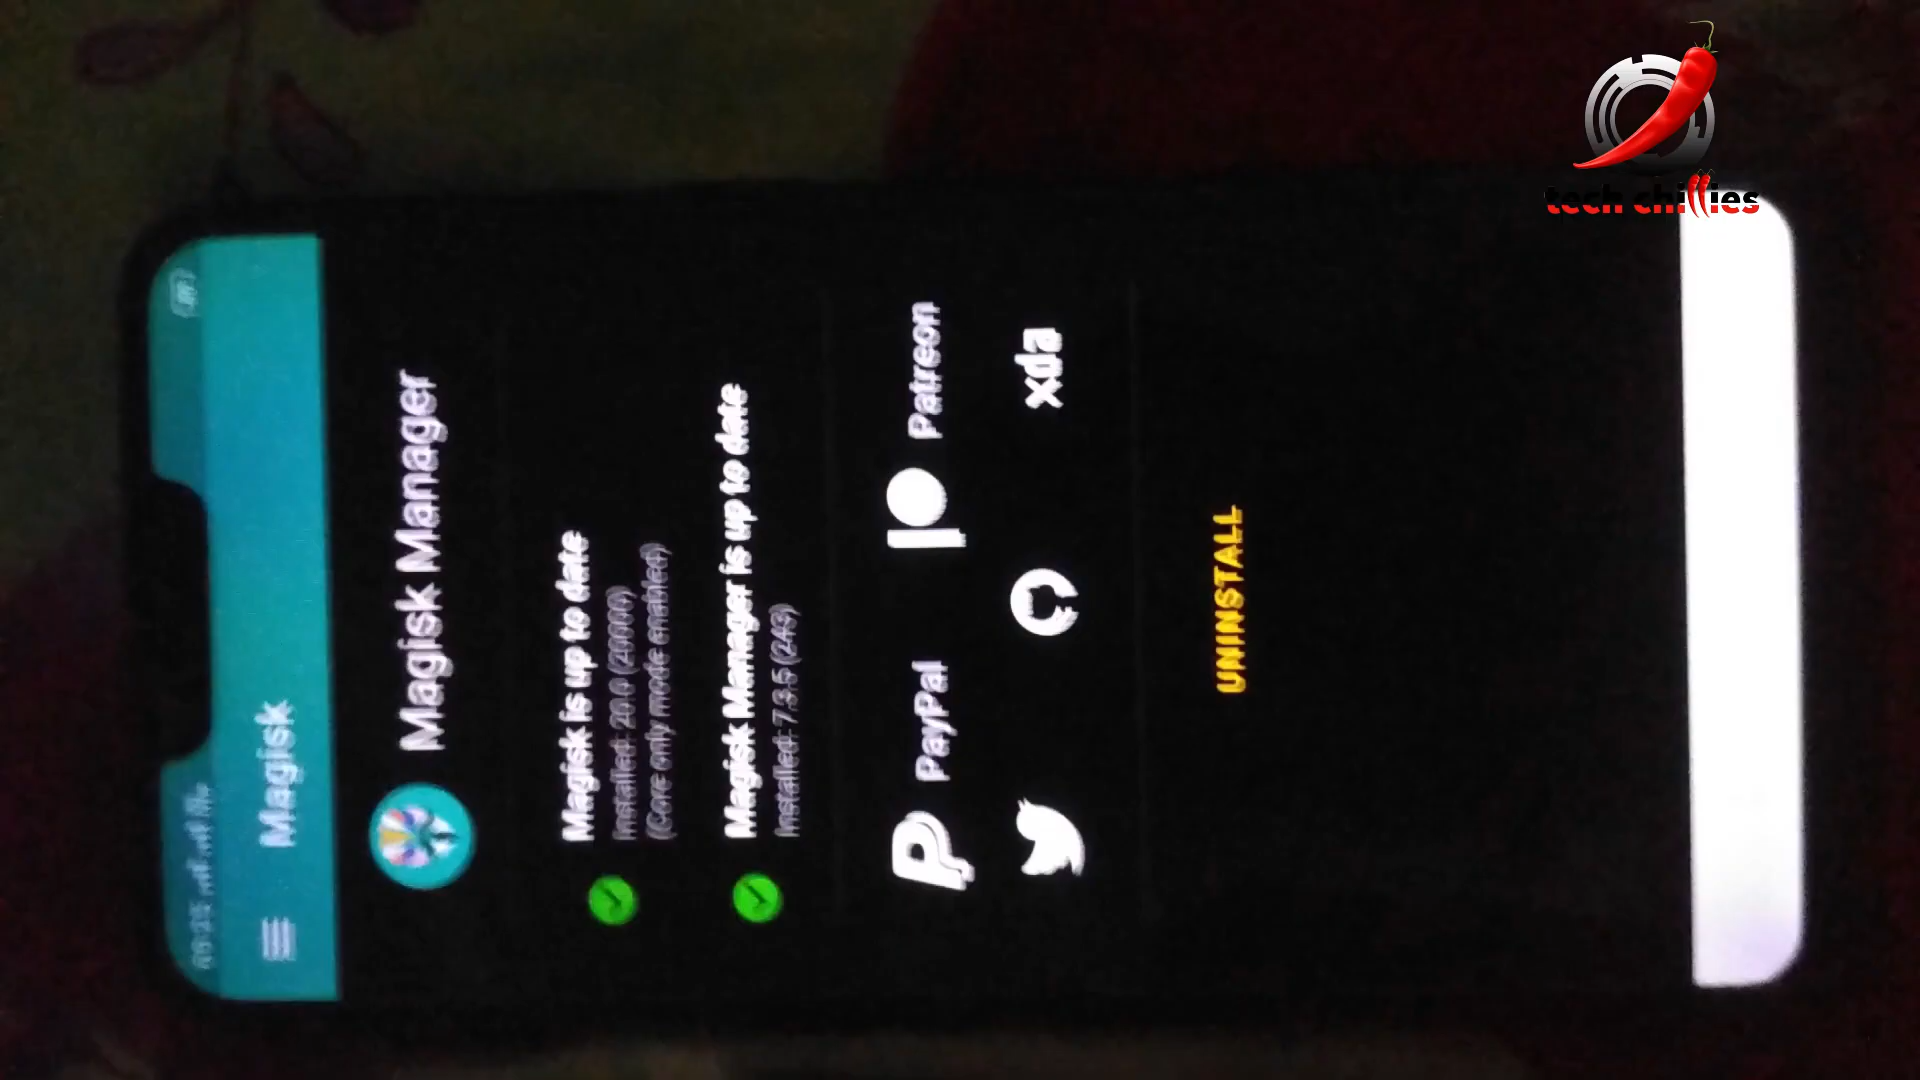 Magisk
Magisk Manager
Magisk is up to date
Installed: 20.0 (20000)
(Core only mode enabled)
Magisk Manager is up to date
Installed: 7.3.5 (243)
PayPal
Patreon
xda
UNINSTALL
tech chillies